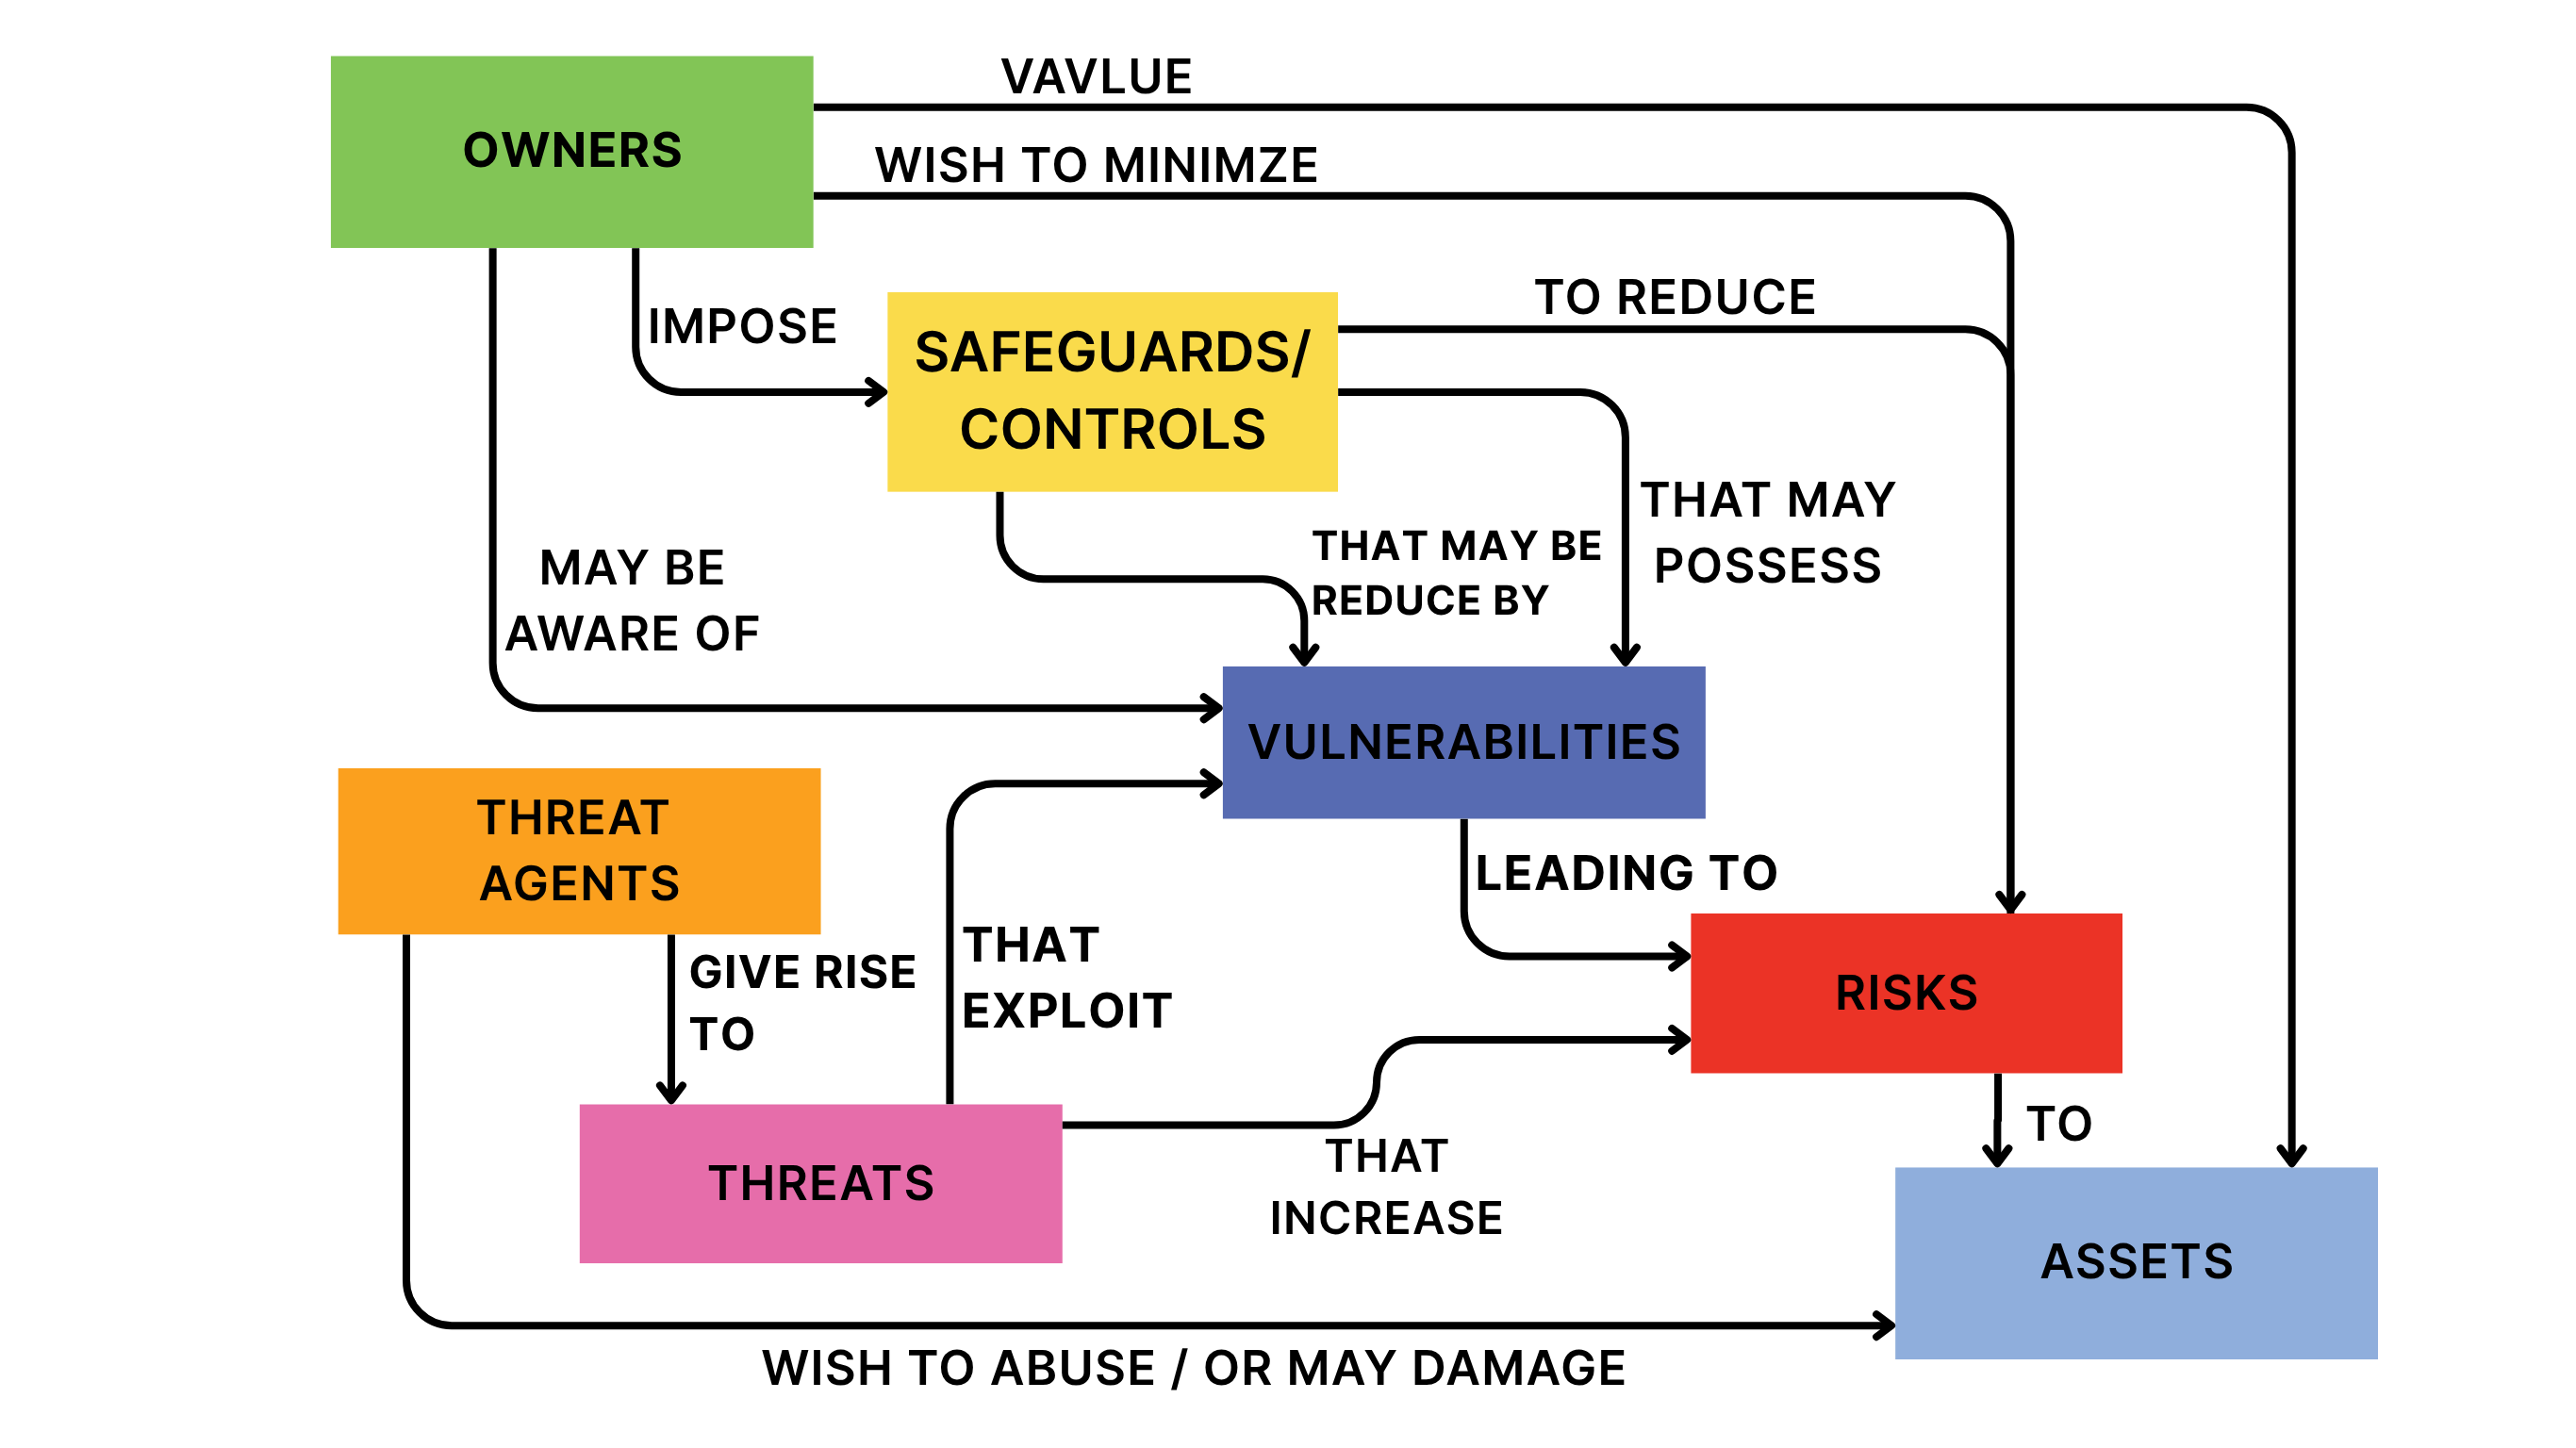 VAVLUE
OWNERS
WISH TO MINIMZE
TO REDUCE
IMPOSE
SAFEGUARDS/
CONTROLS
THAT MAY
POSSESS
THAT MAY BE
REDUCE BY
MAY BE
AWARE OF
VULNERABILITIES
THREAT
AGENTS
LEADING TO
THAT
EXPLOIT
GIVE RISE
TO
RISKS
TO
THAT
INCREASE
THREATS
ASSETS
WISH TO ABUSE / OR MAY DAMAGE